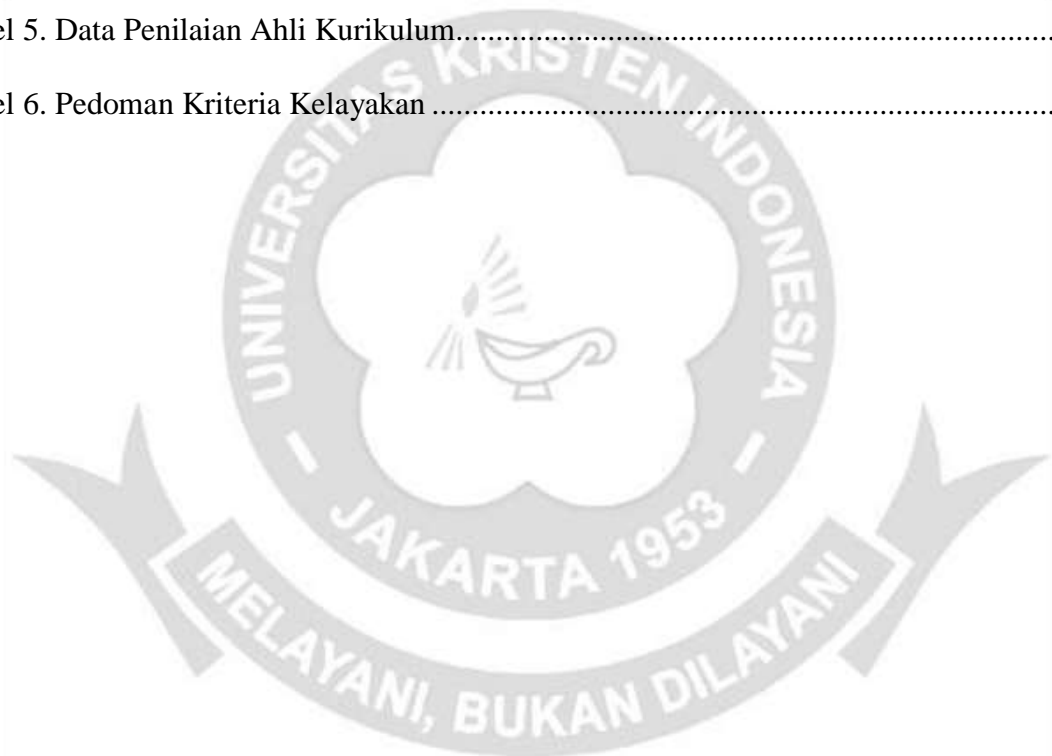 el 5. Data Penilaian Ahli Kurikulum..........................................................................
el 6. Pedoman Kriteria Kelayakan .............................................................................
UNIVERSITAS KRISTEN INDONESIA
- JAKARTA 1953 -
MELAYANI, BUKAN DILAYANI